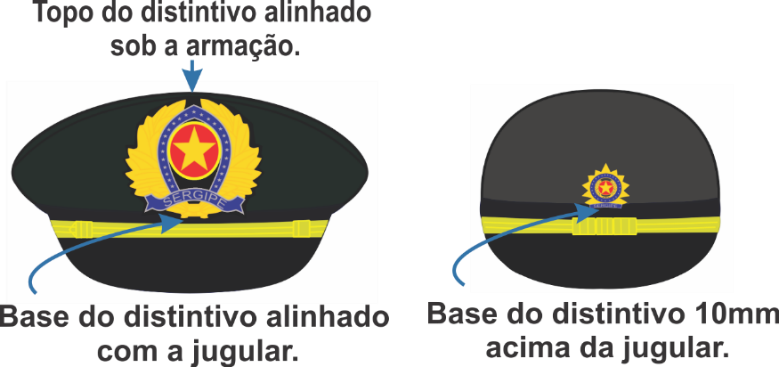 Topo do distintivo alinhado
sob a armação.
SERGIPE
Base do distintivo alinhado
com a jugular.
Base do distintivo 10mm
acima da jugular.